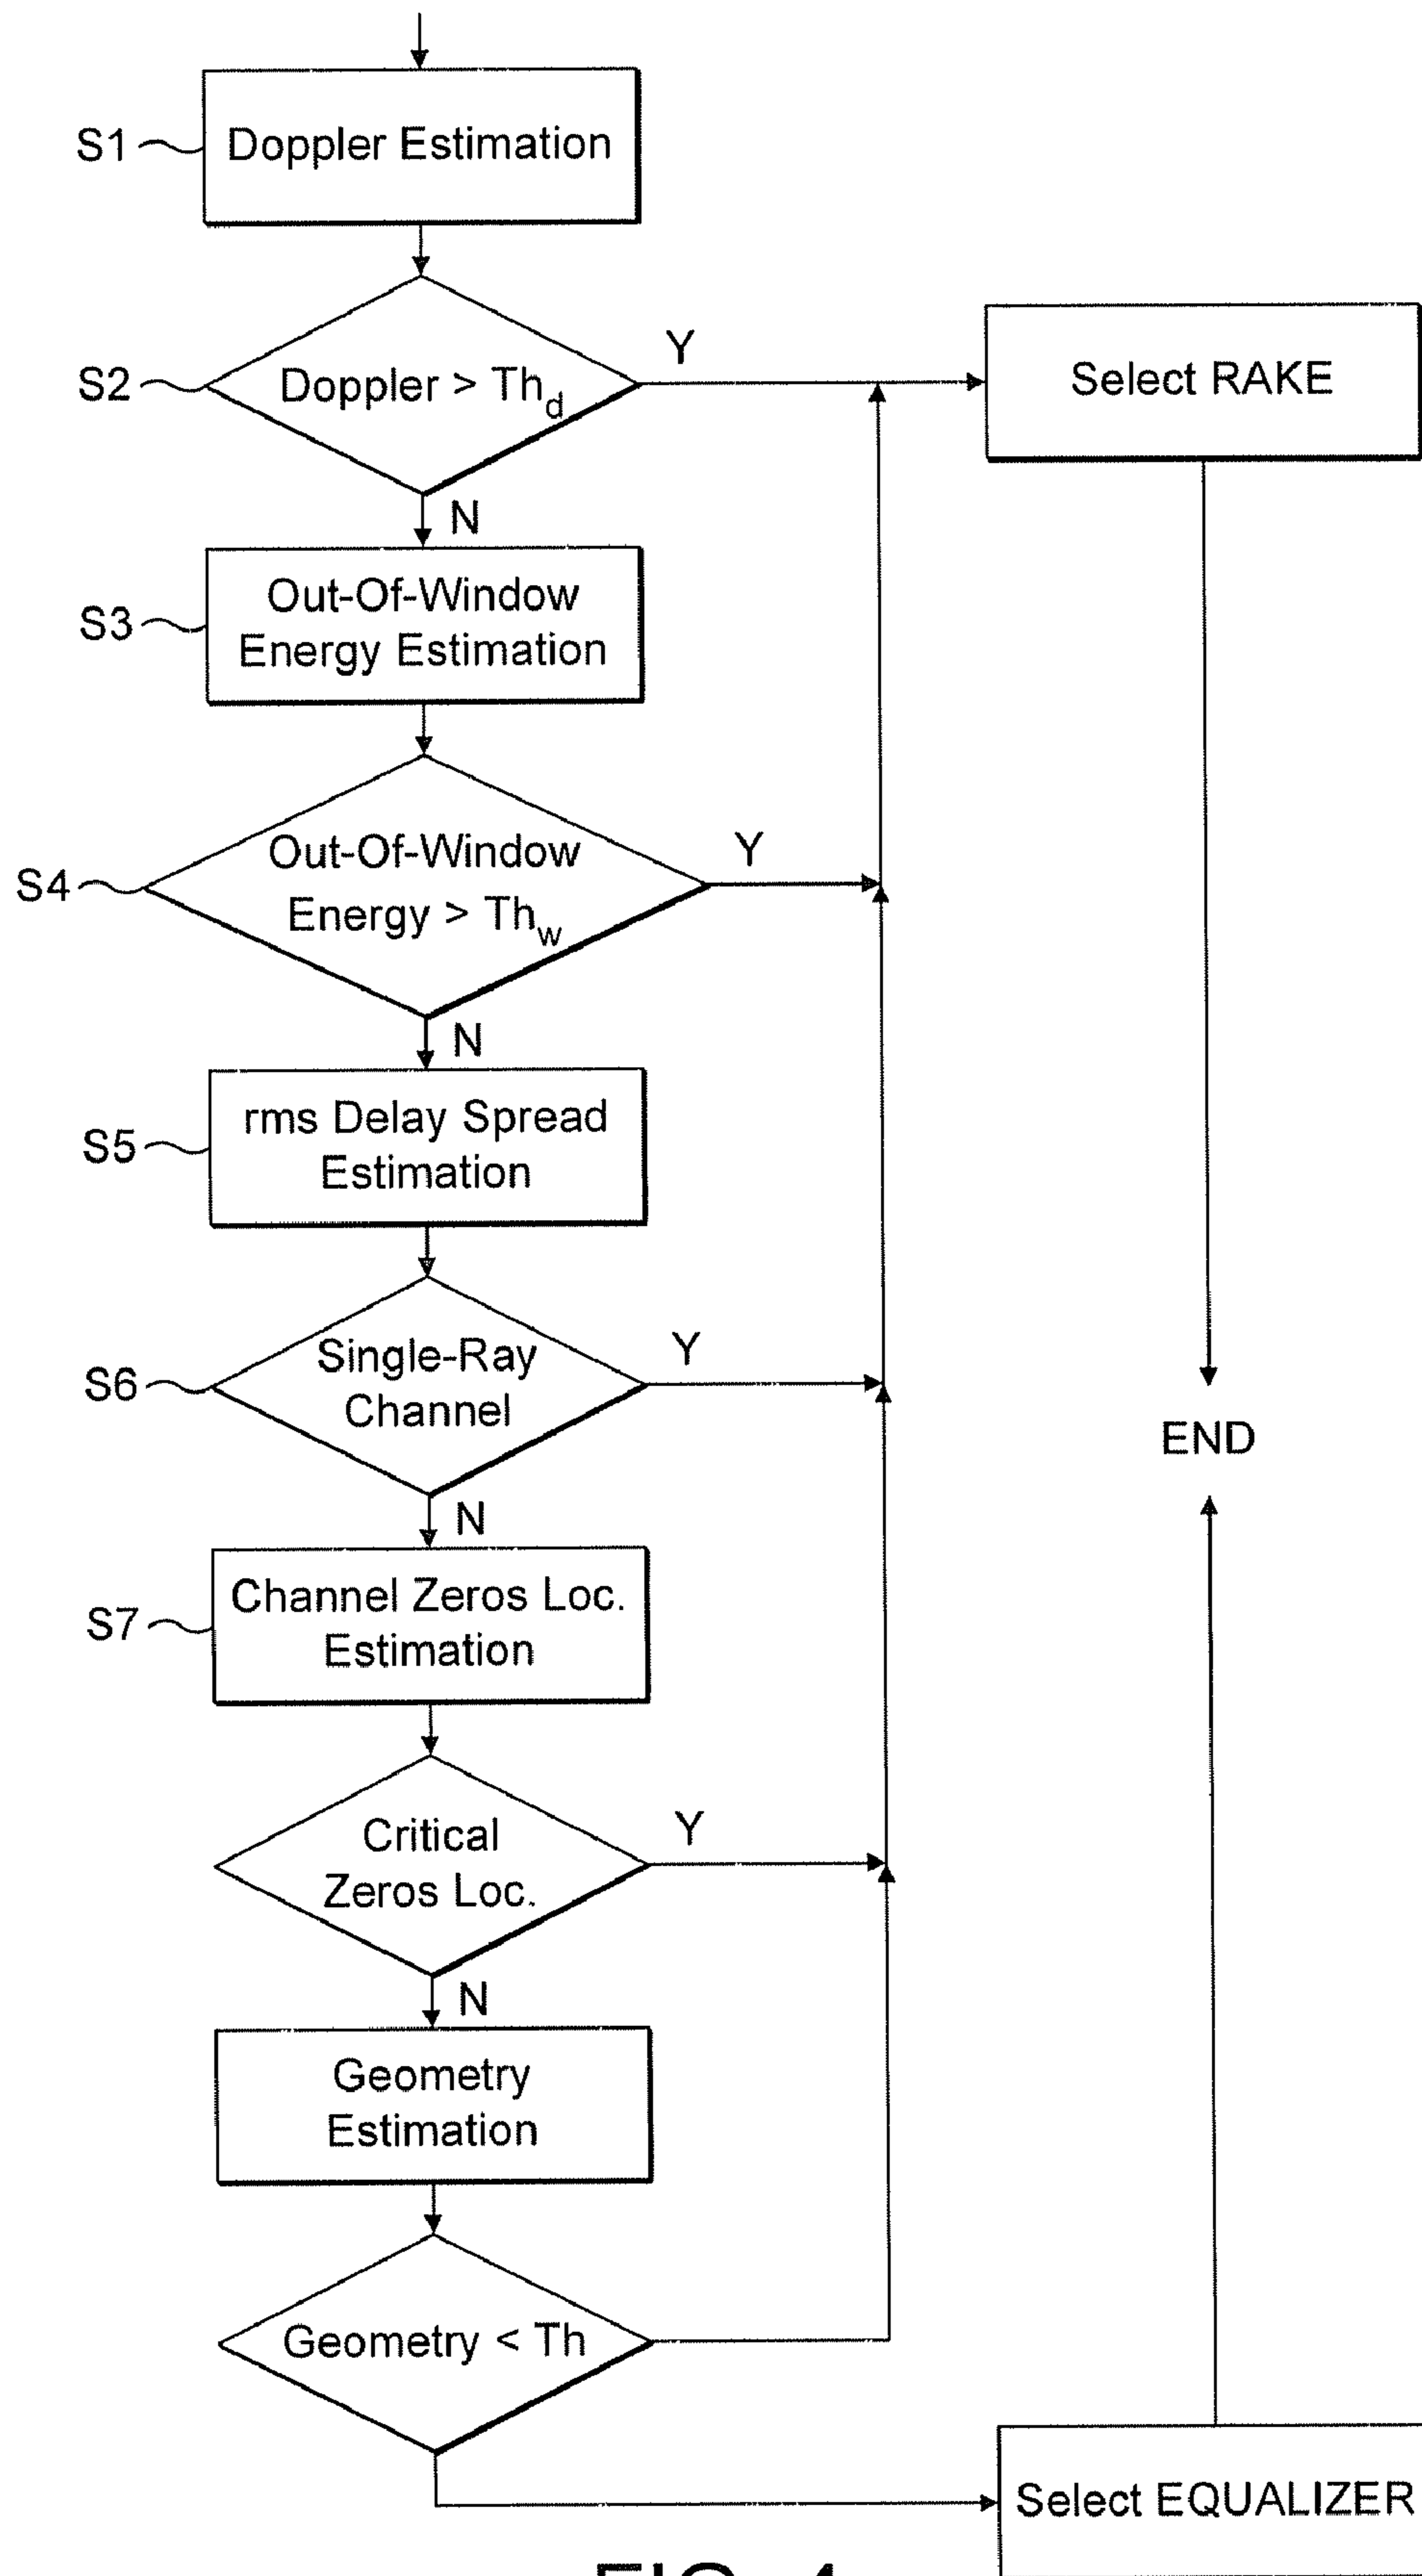 S1
Doppler Estimation
S2
Doppler > Thd
Y
Select RAKE
N
S3
Out-Of-Window
Energy Estimation
S4
Out-Of-Window
Energy > Thw
Y
N
S5
rms Delay Spread
Estimation
S6
Single-Ray
Channel
Y
END
N
S7
Channel Zeros Loc.
Estimation
Critical
Zeros Loc.
Y
N
Geometry
Estimation
Geometry < Th
Select EQUALIZER
FIG. 4